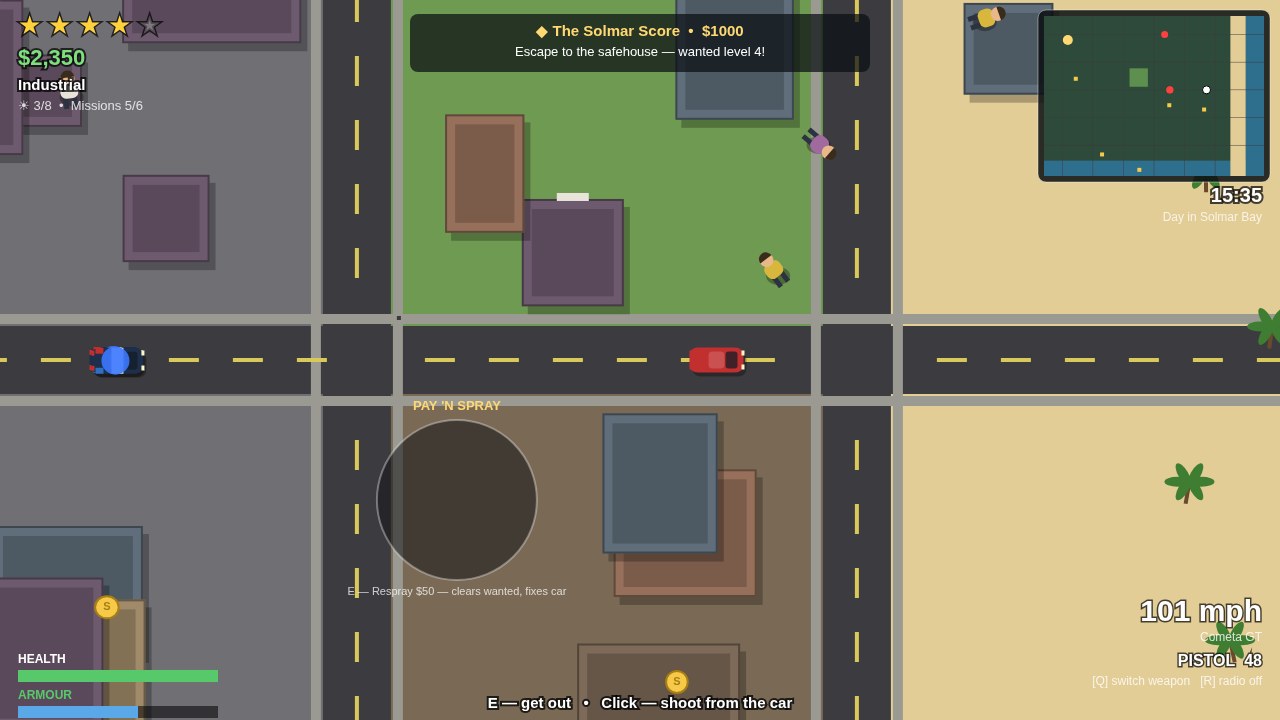 $2,350
Industrial
☀ 3/8 • Missions 5/6
◆ The Solmar Score • $1000
Escape to the safehouse — wanted level 4!
15:35
Day in Solmar Bay
PAY 'N SPRAY
E — Respray $50 — clears wanted, fixes car
S
S
HEALTH
ARMOUR
E — get out • Click — shoot from the car
101 mph
Cometa GT
PISTOL 48
[Q] switch weapon [R] radio off